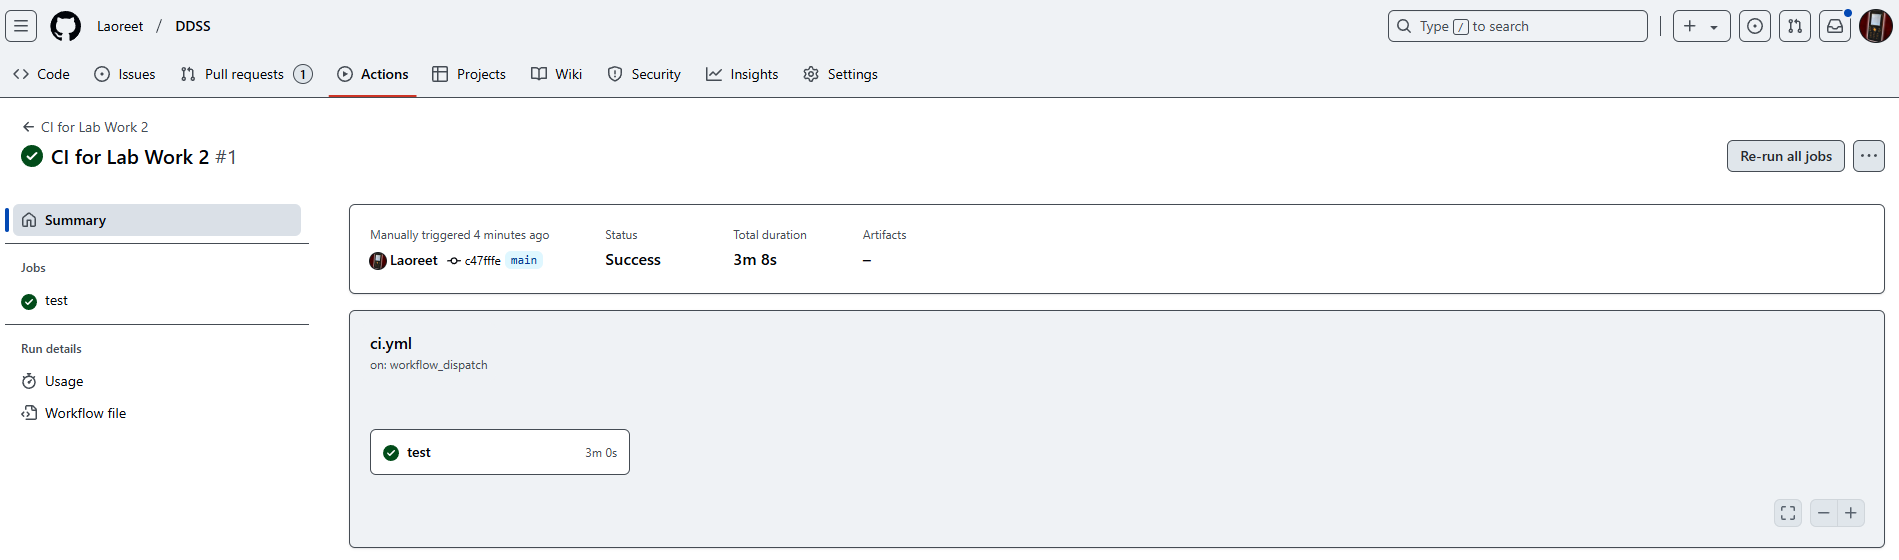 Laoreet / DDSS
Type / to search
Code
Issues
Pull requests 1
Actions
Projects
Wiki
Security
Insights
Settings
CI for Lab Work 2
CI for Lab Work 2 #1
Re-run all jobs
Summary
Jobs
test
Run details
Usage
Workflow file
Manually triggered 4 minutes ago
Laoreet c47fffe main
Status
Success
Total duration
3m 8s
Artifacts
–
ci.yml
on: workflow_dispatch
test 3m 0s